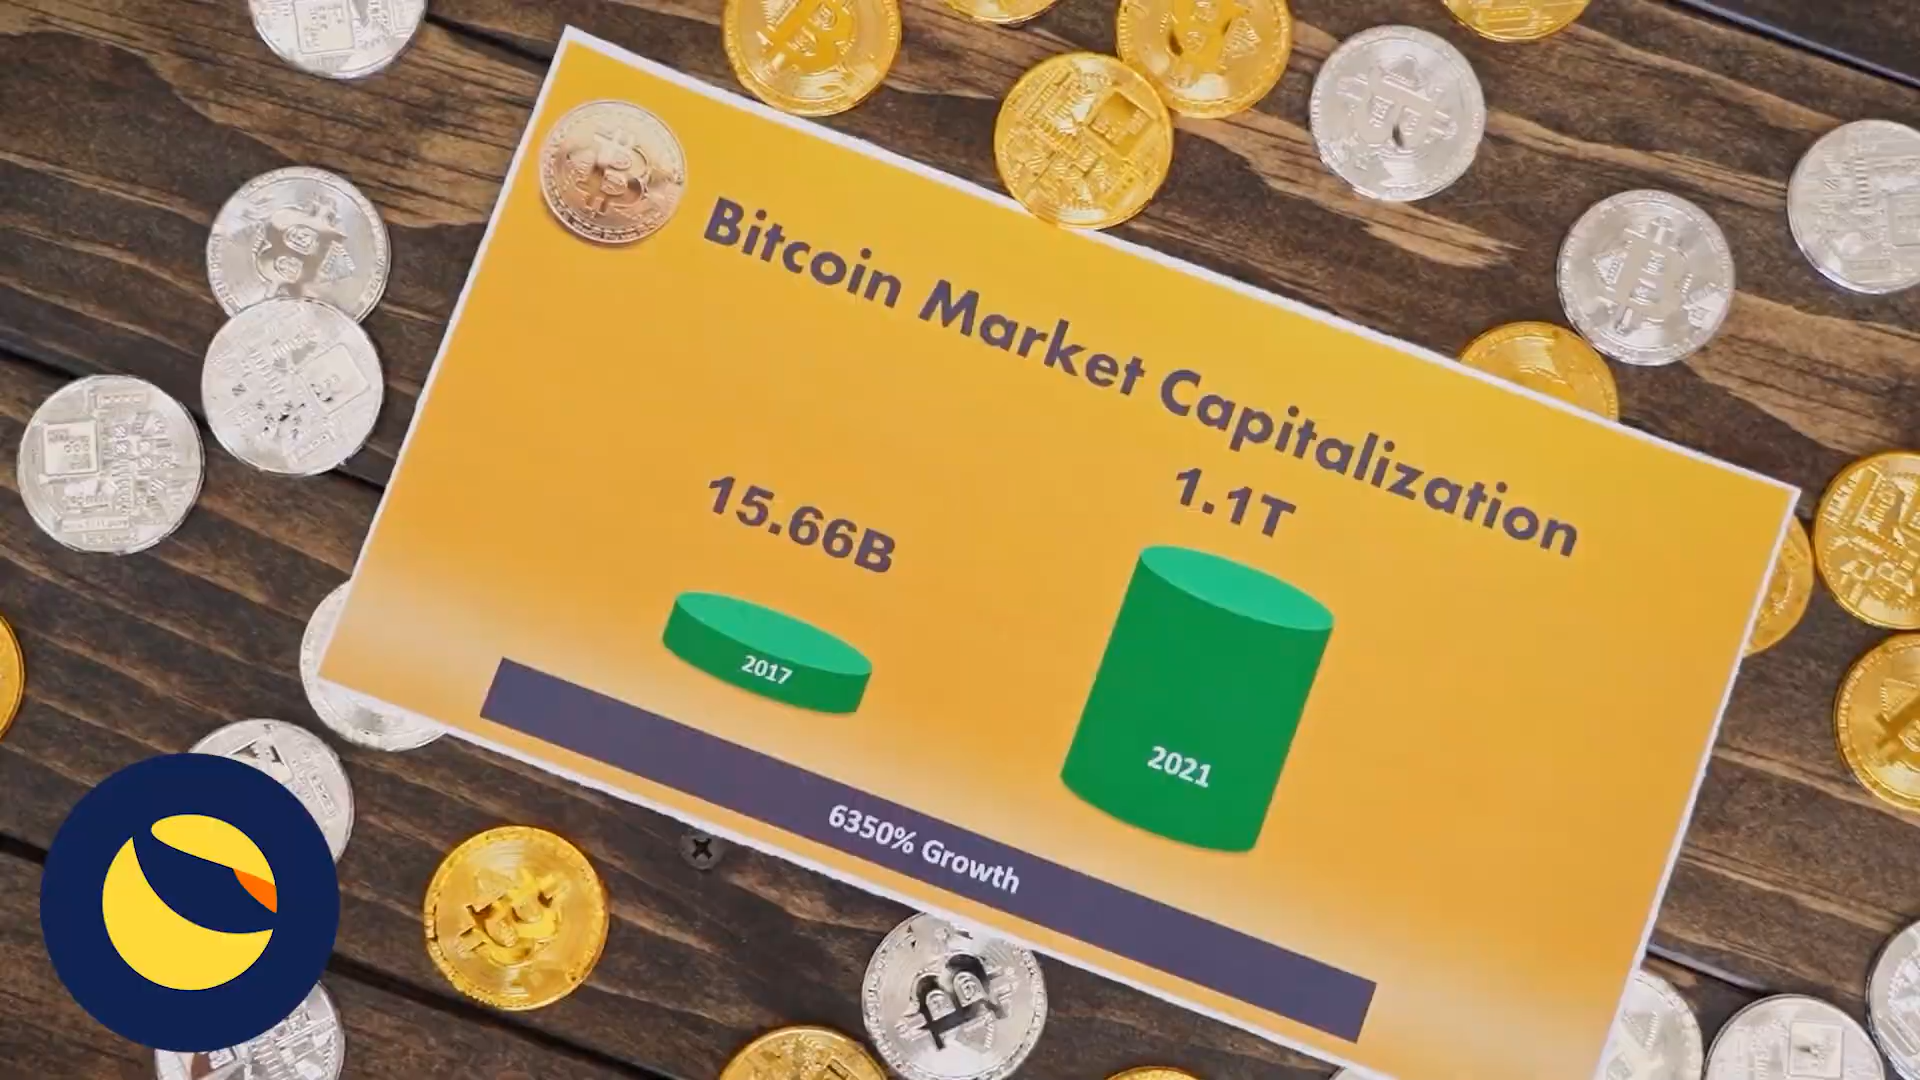 Bitcoin Market Capitalization
15.66B
1.1T
2017
2021
6350% Growth